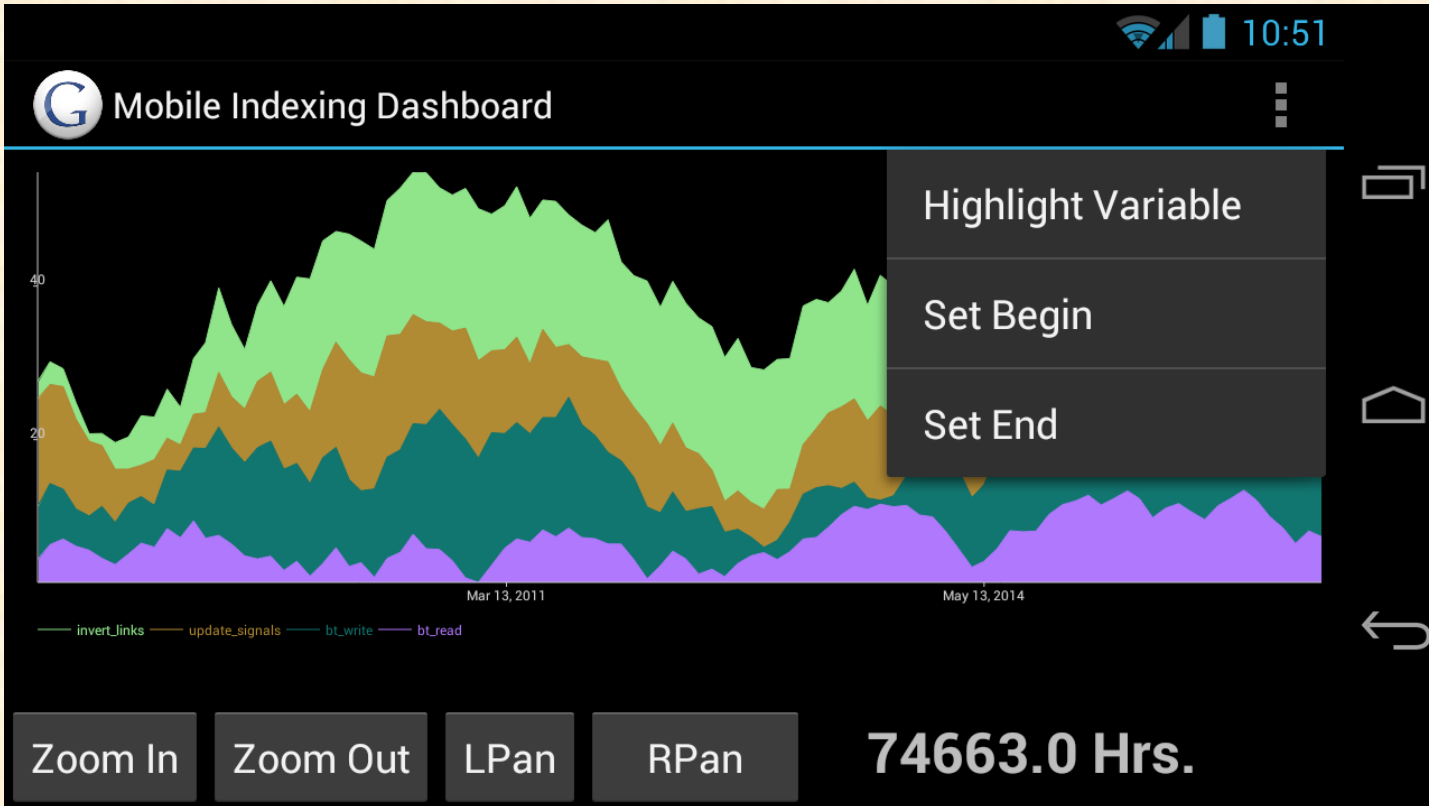 10:51
G Mobile Indexing Dashboard
Highlight Variable
Set Begin
Set End
40
20
Mar 13, 2011 May 13, 2014
invert_links update_signals bt_write bt_read
Zoom In Zoom Out LPan RPan 74663.0 Hrs.